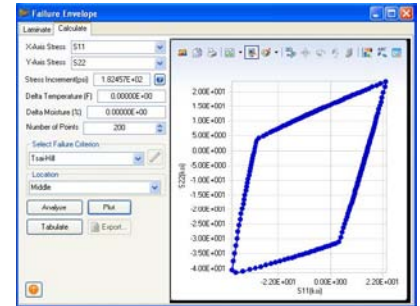 Failure Envelope
Laminate Calculate
X-Axis Stress S11
Y-Axis Stress S22
Stress Increment(psi) 1.82457E+02
Delta Temperature (F) 0.00000E+00
Delta Moisture (%) 0.00000E+00
Number of Points 200
Select Failure Criterion
Tsai-Hill
Location
Middle
Analyze Plot
Tabulate Export...
2.00E+001
1.50E+001
1.00E+001
5.00E+000
0.00E+000
-5.00E+000
-1.00E+001
-1.50E+001
-2.00E+001
-2.50E+001
-3.00E+001
-3.50E+001
-4.00E+001
S22(ksi)
-2.20E+001 0.00E+000 2.20E+001
S11(ksi)